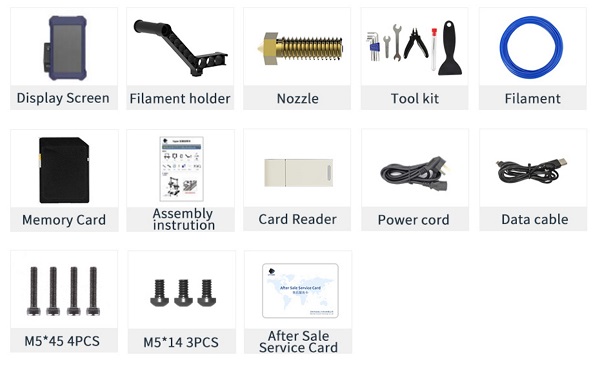 Display Screen
Filament holder
Nozzle
Tool kit
Filament
Memory Card
Assembly
instrution
Card Reader
Power cord
Data cable
M5*45 4PCS
M5*14 3PCS
After Sale Service Card
After Sale
Service Card